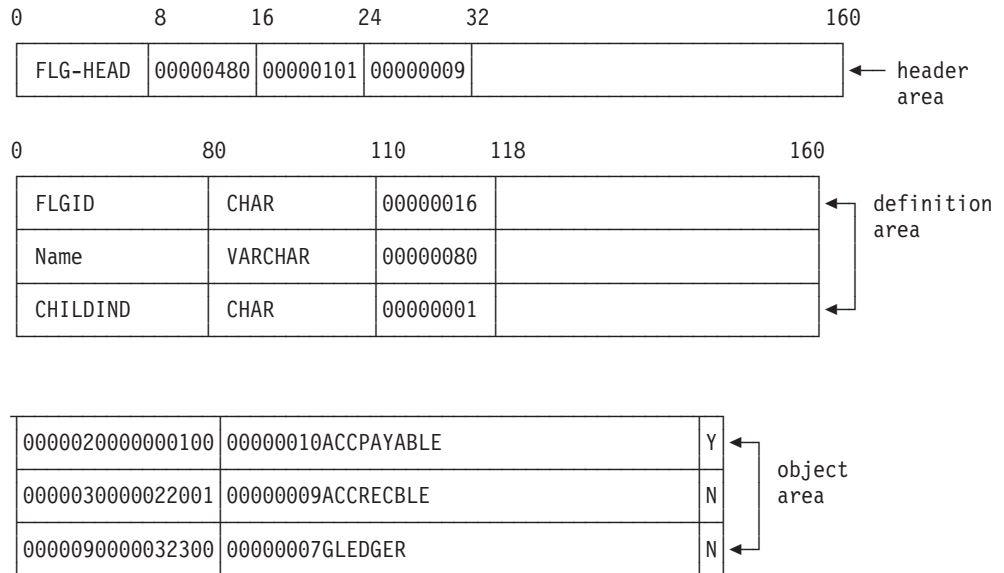 0 8 16 24 32 160
FLG-HEAD 00000480 00000101 00000009 header
area
0 80 110 118 160
FLGID CHAR 00000016 definition
area
Name VARCHAR 00000080
CHILDIND CHAR 00000001
0000020000000100 00000010ACCPAYABLE Y
object
area
0000030000022001 00000009ACCRECBLE N
0000090000032300 00000007GLEDGER N